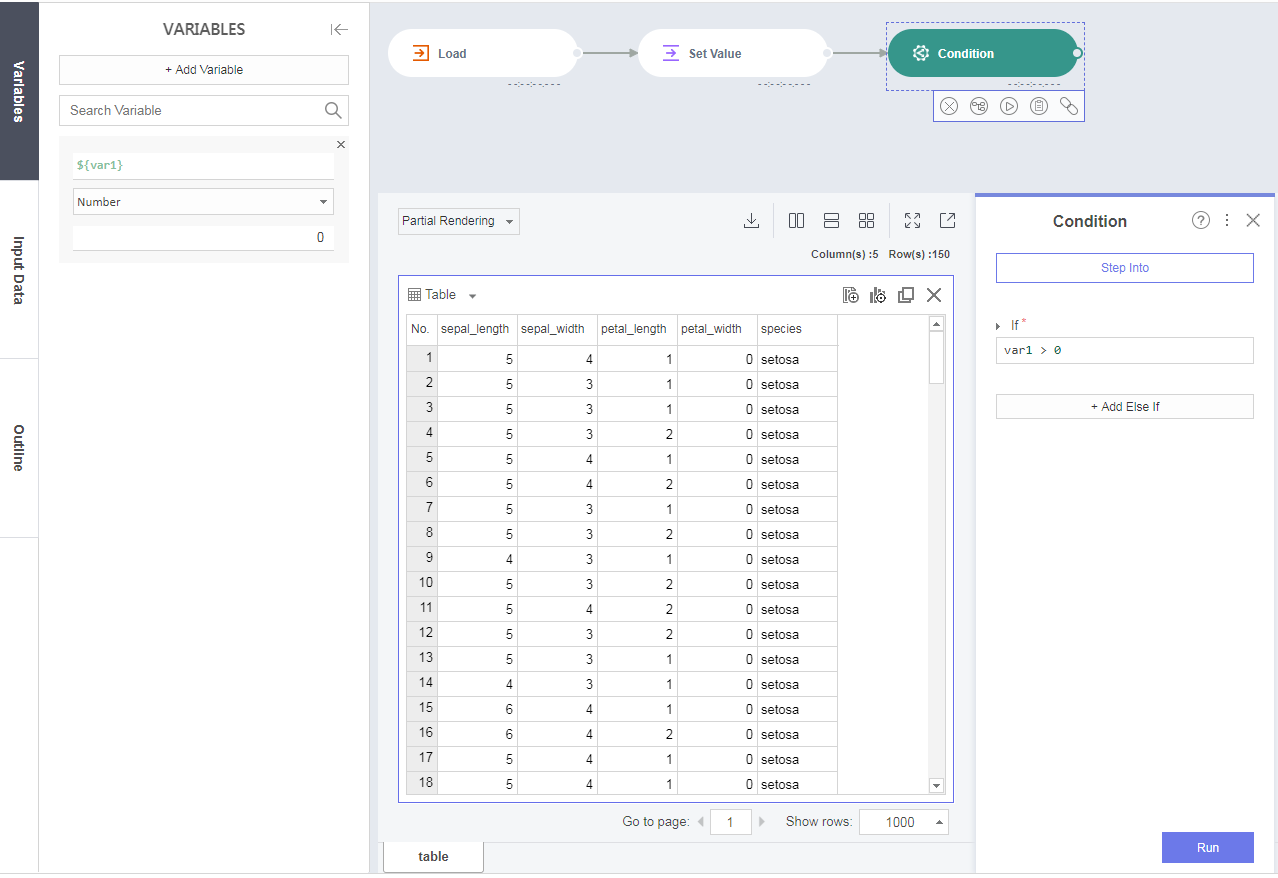 Variables
Input Data
Outline
VARIABLES
+ Add Variable
Search Variable
${var1}
Number
0
Load
--:--:--.---
Set Value
--:--:--.---
Condition
--:--:--.---
Partial Rendering
Column(s) :5 Row(s) :150
Table
No. sepal_length sepal_width petal_length petal_width species
1 5 4 1 0 setosa
2 5 3 1 0 setosa
3 5 3 1 0 setosa
4 5 3 2 0 setosa
5 5 4 1 0 setosa
6 5 4 2 0 setosa
7 5 3 1 0 setosa
8 5 3 2 0 setosa
9 4 3 1 0 setosa
10 5 3 2 0 setosa
11 5 4 2 0 setosa
12 5 3 2 0 setosa
13 5 3 1 0 setosa
14 4 3 1 0 setosa
15 6 4 1 0 setosa
16 6 4 2 0 setosa
17 5 4 1 0 setosa
18 5 4 1 0 setosa
Go to page: 1 Show rows: 1000
table
Condition
?
Step Into
If *
var1 > 0
+ Add Else If
Run